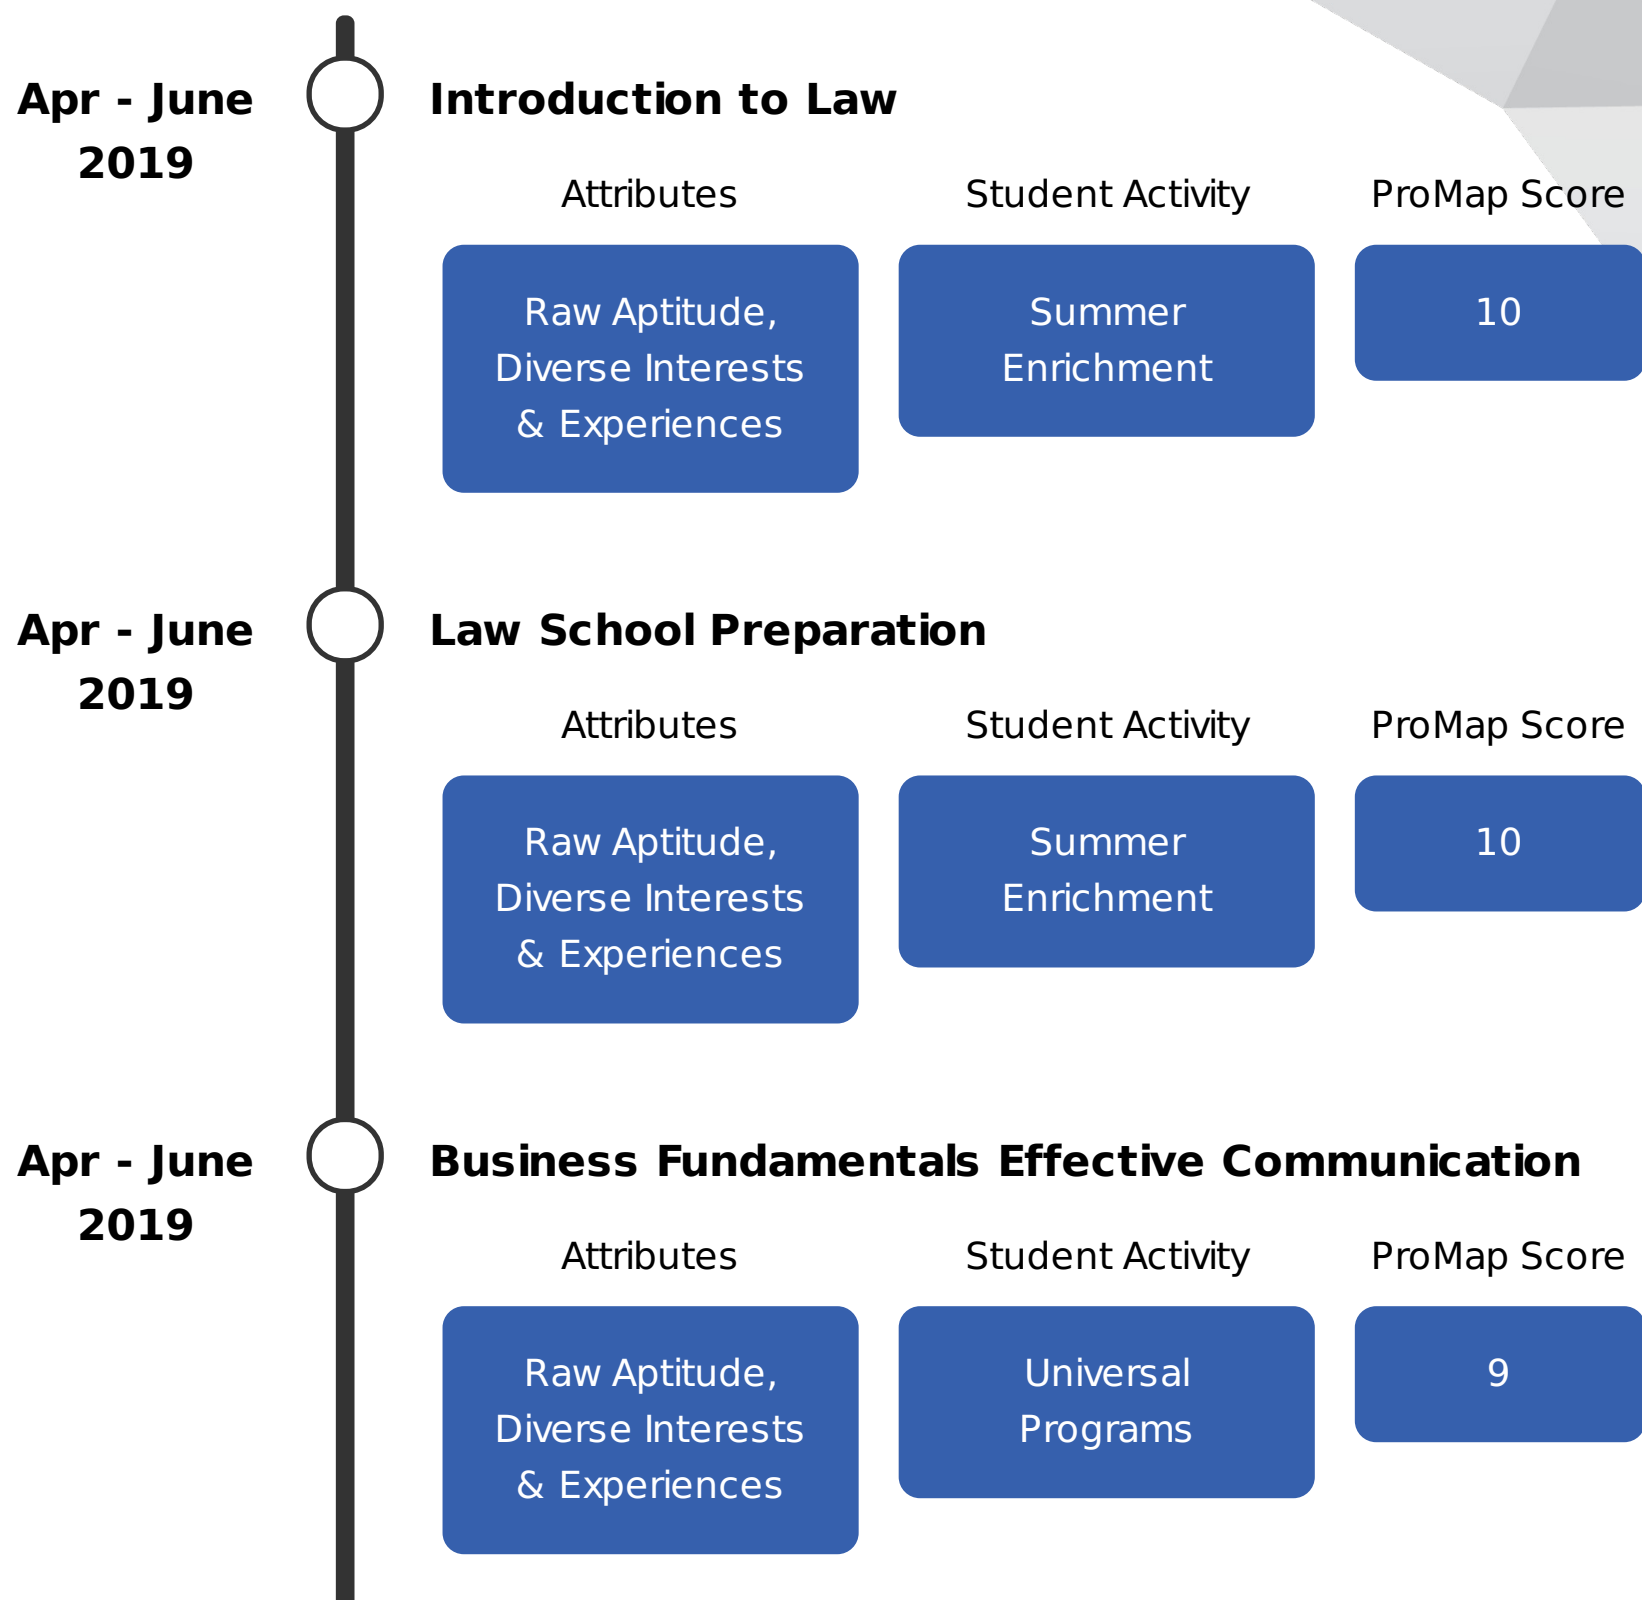 Apr - June
2019
Introduction to Law
Attributes
Student Activity
ProMap Score
Raw Aptitude,
Diverse Interests
& Experiences
Summer
Enrichment
10
Apr - June
2019
Law School Preparation
Attributes
Student Activity
ProMap Score
Raw Aptitude,
Diverse Interests
& Experiences
Summer
Enrichment
10
Apr - June
2019
Business Fundamentals Effective Communication
Attributes
Student Activity
ProMap Score
Raw Aptitude,
Diverse Interests
& Experiences
Universal
Programs
9